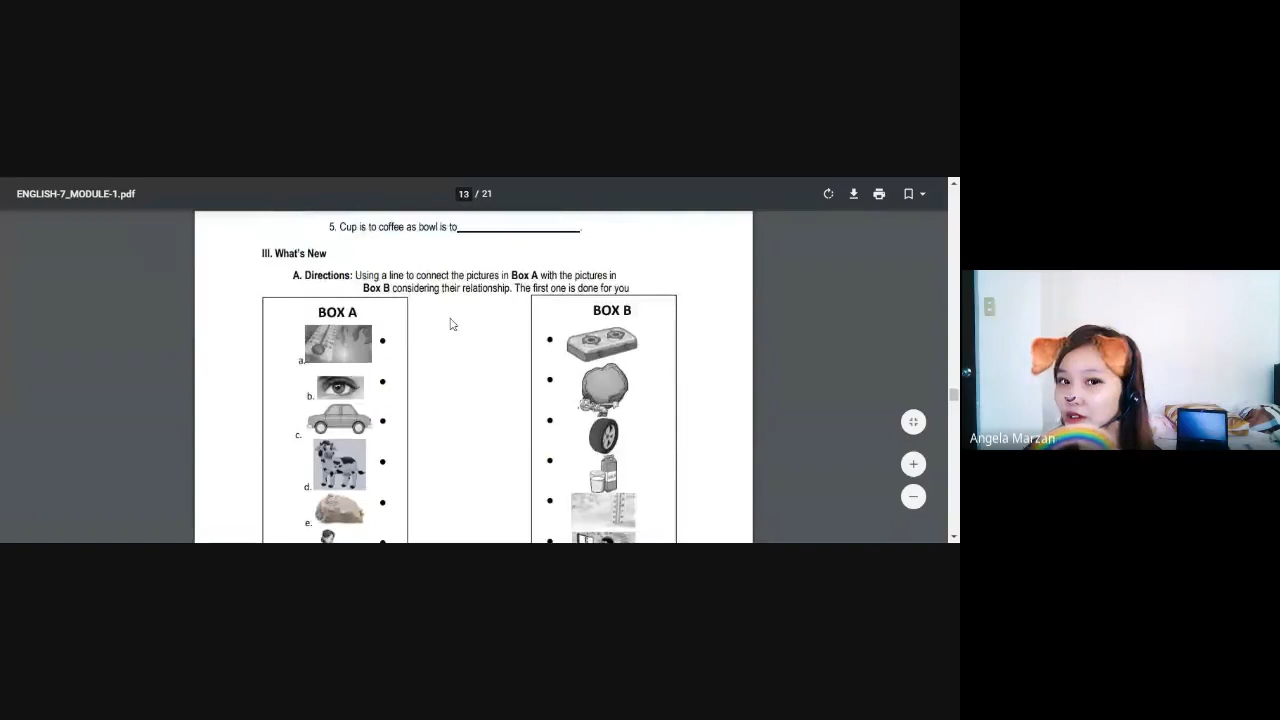 ENGLISH-7_MODULE-1.pdf
13 / 21
5. Cup is to coffee as bowl is to____________________.
III. What's New
A. Directions: Using a line to connect the pictures in Box A with the pictures in
Box B considering their relationship. The first one is done for you
BOX A
BOX B
a.
b.
c.
d.
e.
Angela Marzan